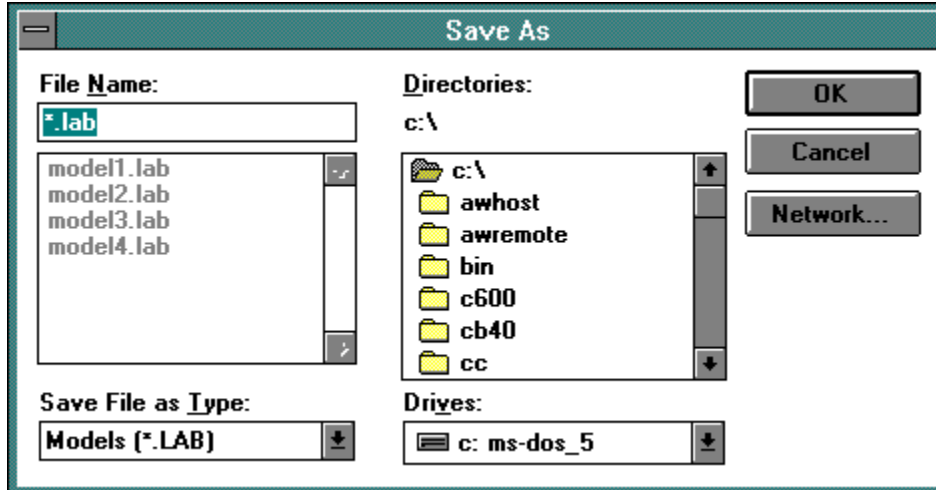 Save As
File Name:
*.lab
model1.lab
model2.lab
model3.lab
model4.lab
Save File as Type:
Models (*.LAB)
Directories:
c:\
c:\
awhost
awremote
bin
c600
cb40
cc
Drives:
c: ms-dos_5
OK
Cancel
Network...